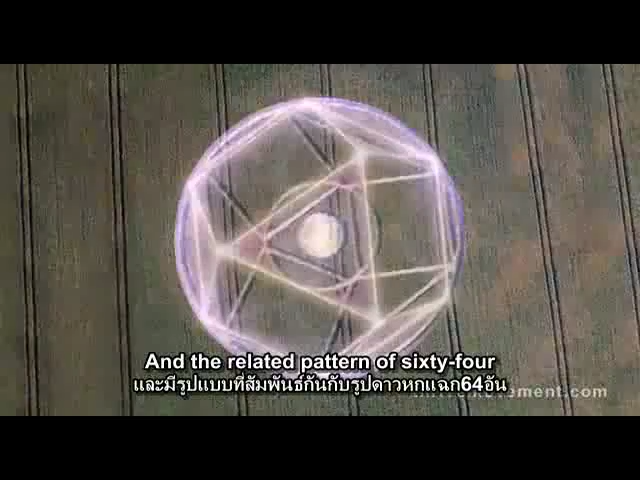 And the related pattern of sixty-four
และมีรูปแบบที่สัมพันธ์กันกับรูปดาวหกแฉก64อัน